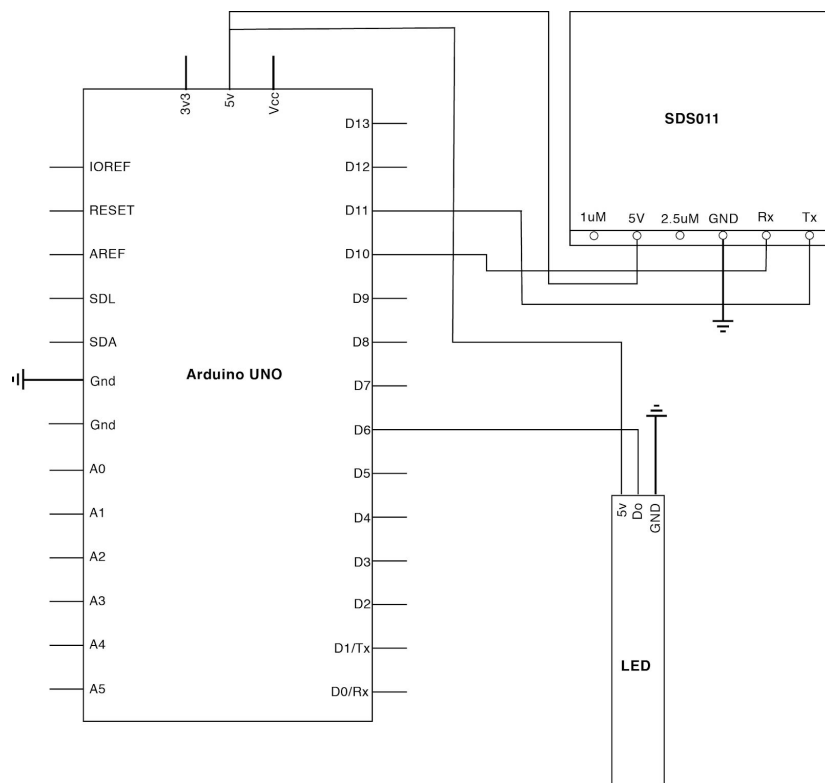 3v3
5v
Vcc
IOREF
RESET
AREF
SDL
SDA
Gnd
Gnd
A0
A1
A2
A3
A4
A5
Arduino UNO
D13
D12
D11
D10
D9
D8
D7
D6
D5
D4
D3
D2
D1/Tx
D0/Rx
SDS011
1uM 5V 2.5uM GND Rx Tx
5v
Do
GND
LED